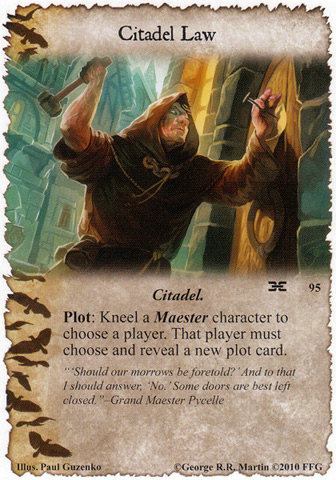 Citadel Law
95
Citadel.
Plot: Kneel a Maester character to
choose a player. That player must
choose and reveal a new plot card.
"'Should our morrows be foretold?' And to that
I should answer, 'No.' Some doors are best left
closed."–Grand Maester Pycelle
Illus. Paul Guzenko
©George R.R. Martin ©2010 FFG